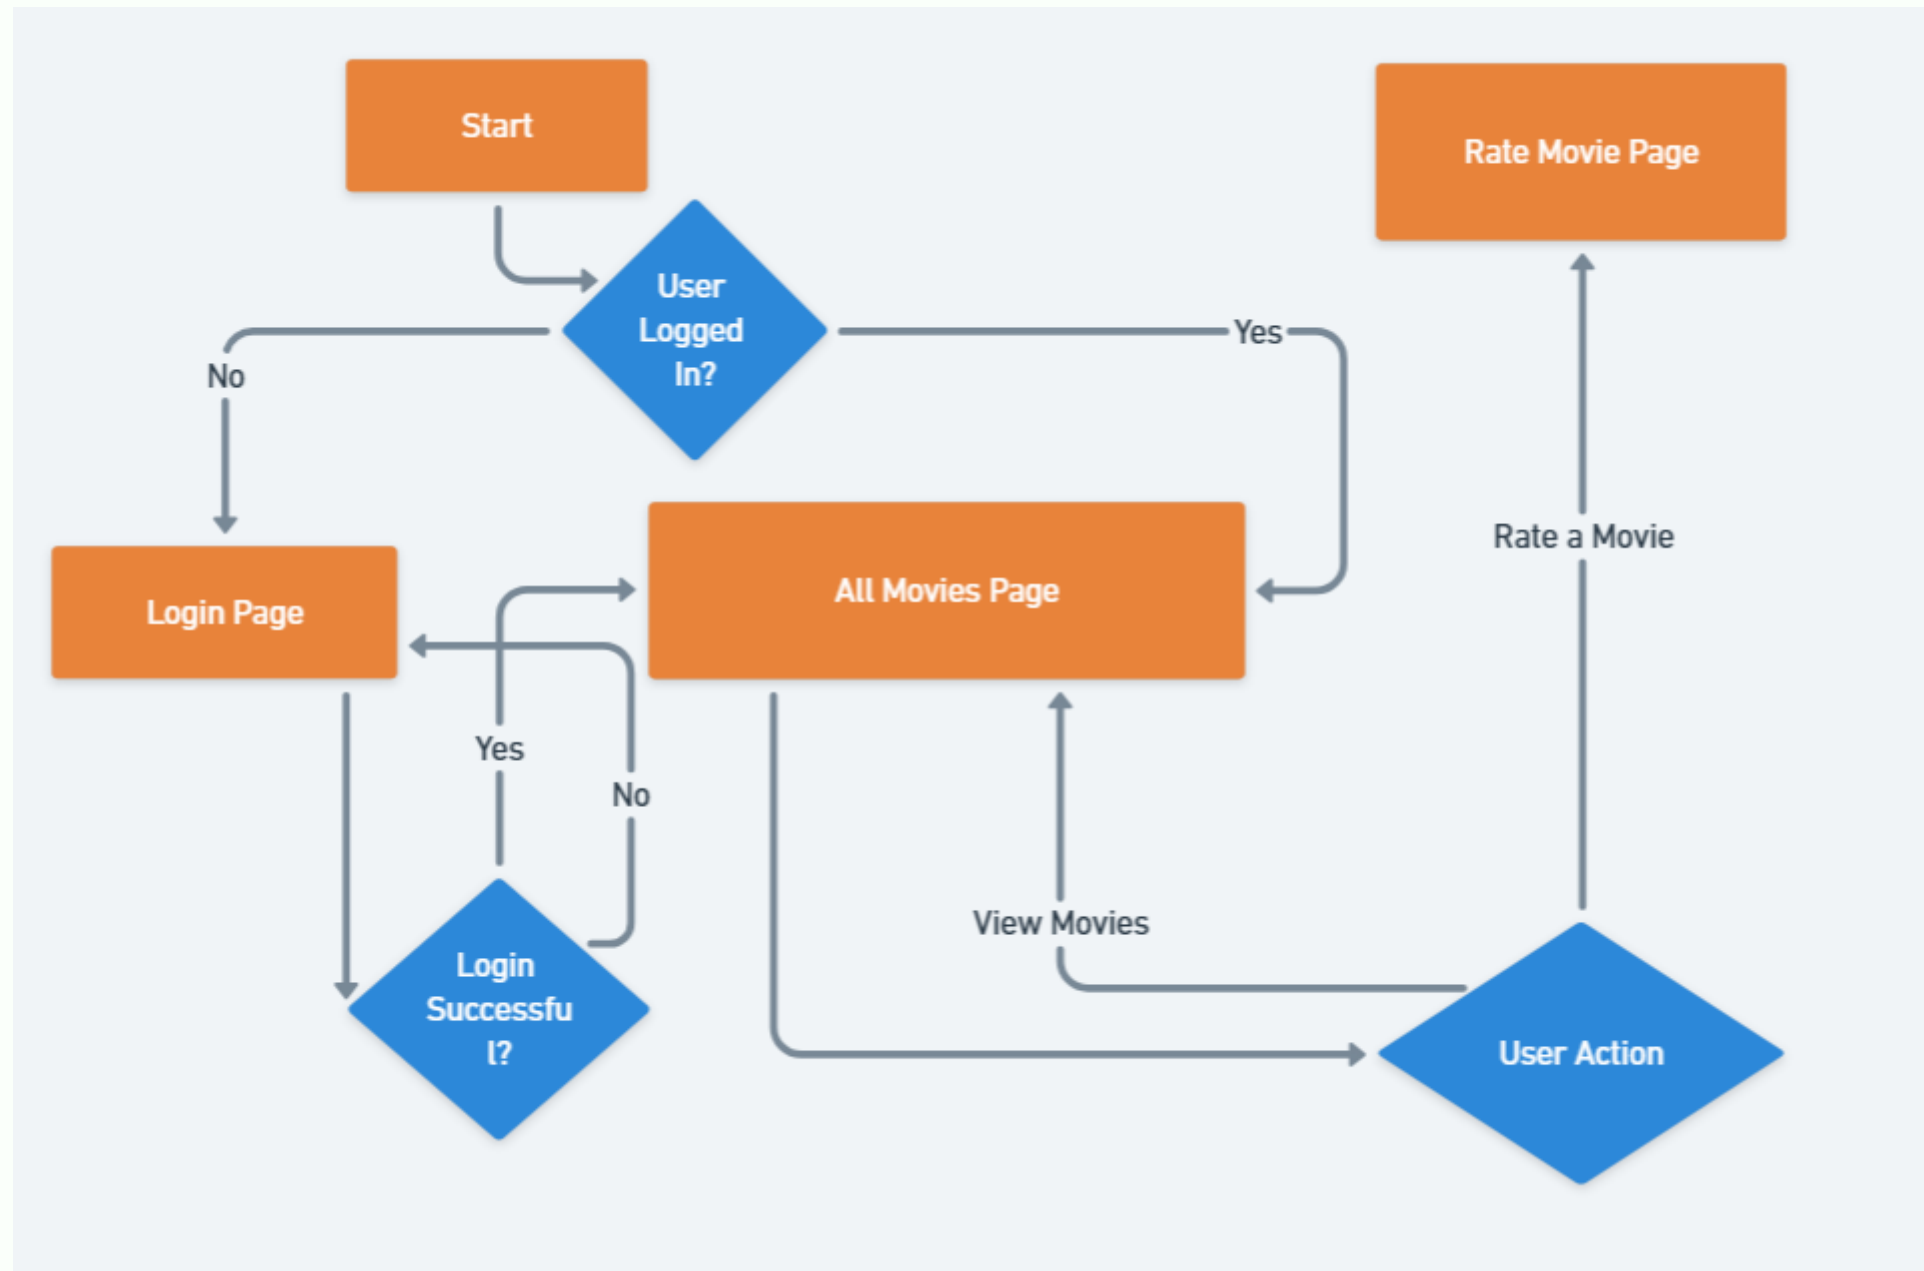 Start
Rate Movie Page
User
Logged
In?
Yes
No
Rate a Movie
All Movies Page
Login Page
Yes
No
View Movies
Login
Successfu
l?
User Action